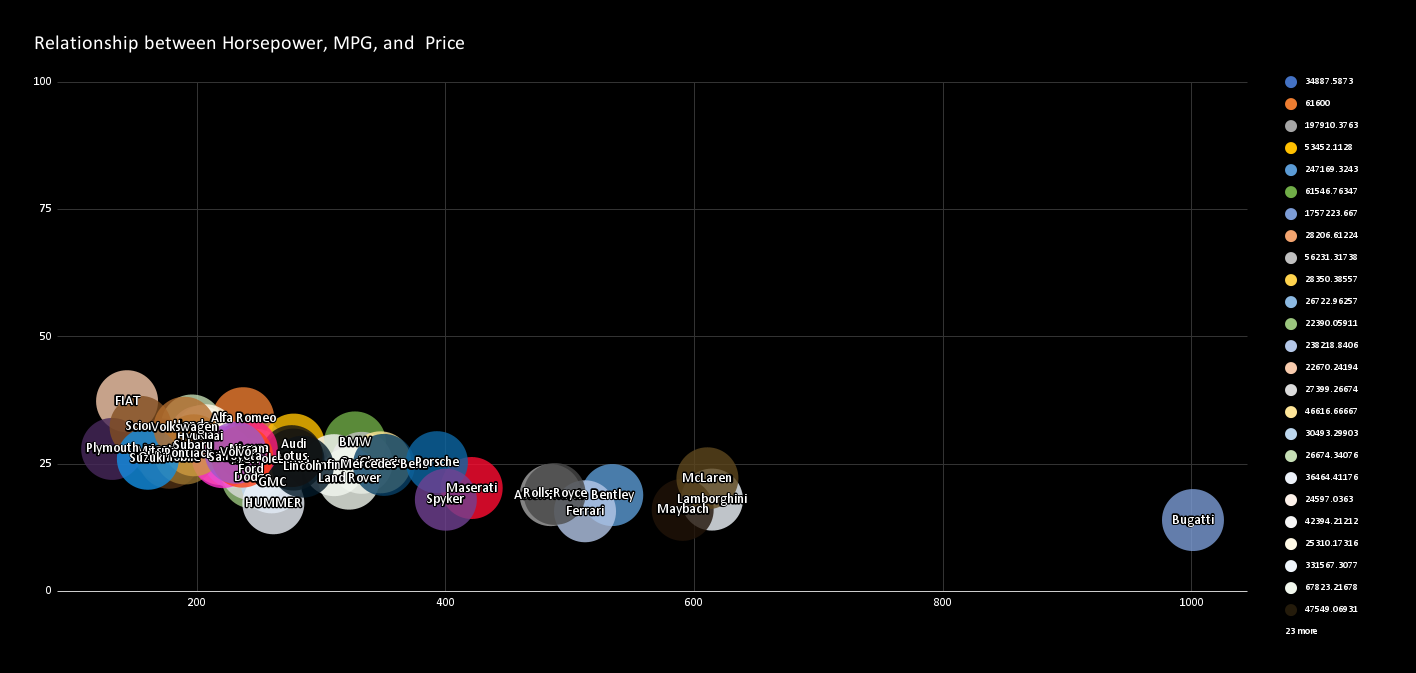 Relationship between Horsepower, MPG, and  Price
100
75
50
25
0
200
400
600
800
1000
FIAT
Alfa Romeo
Volkswagen
Plymouth
Subaru
Suzuki
Pontiac
Volvo
Nissan
Ford
GMC
HUMMER
Audi
Lotus
Lincoln
BMW
Mercedes-Benz
Land Rover
Porsche
Maserati
Spyker
Rolls-Royce
Bentley
Ferrari
McLaren
Lamborghini
Maybach
Bugatti
34887.5873
61600
197910.3763
53452.1128
247169.3243
61546.76347
1757223.667
28206.61224
56231.31738
28350.38557
26722.96257
22390.05911
238218.8406
22670.24194
27399.26674
46616.66667
30493.29903
26674.34076
36464.41176
24597.0363
42394.21212
25310.17316
331567.3077
67823.21678
47549.06931
23 more